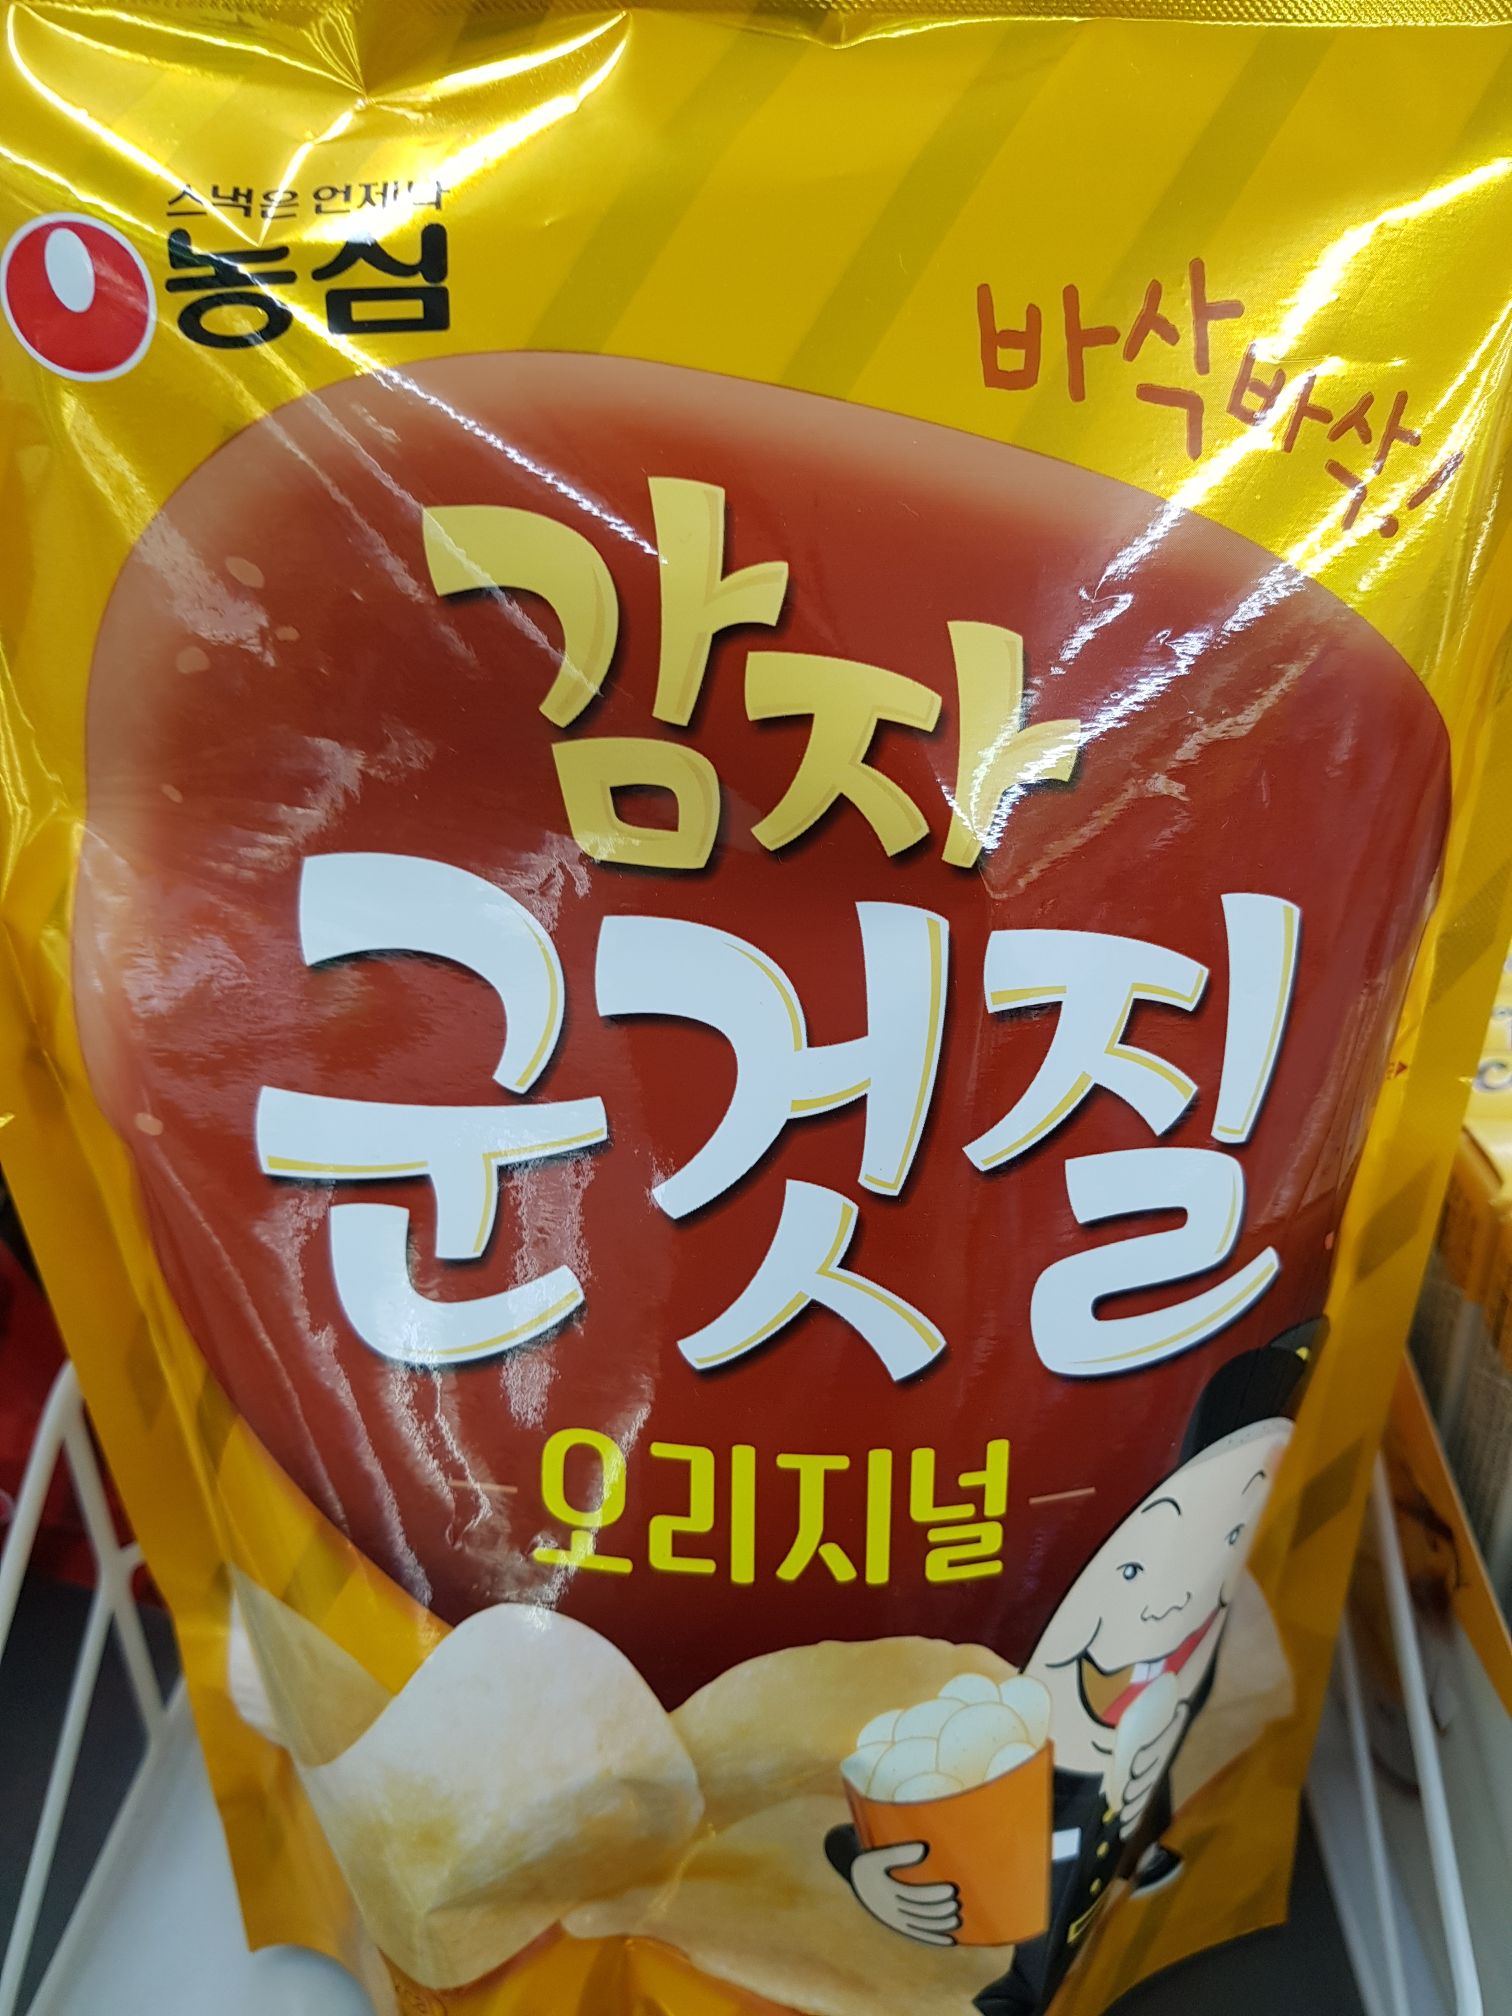 스낵은 언제나
농심
바삭바삭!
감자
군것질
오리지널